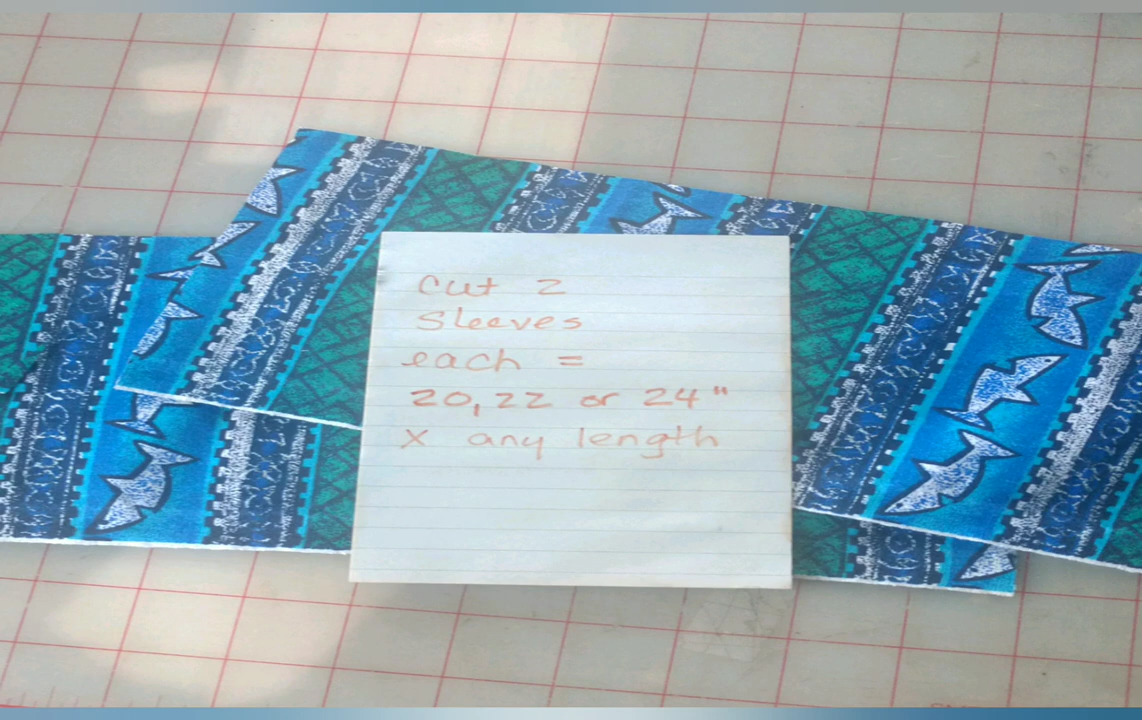 Cut 2
Sleeves
each =
20,22 or 24"
x any length